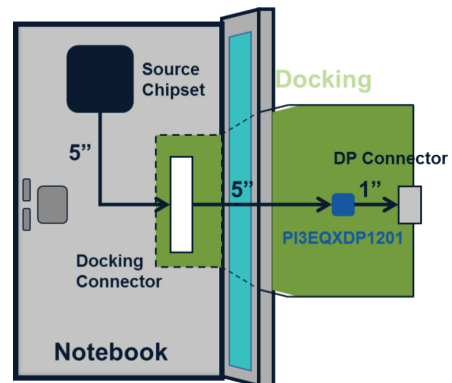 Source
Chipset
Docking
5”
DP Connector
5”
1”
PI3EQXDP1201
Docking
Connector
Notebook